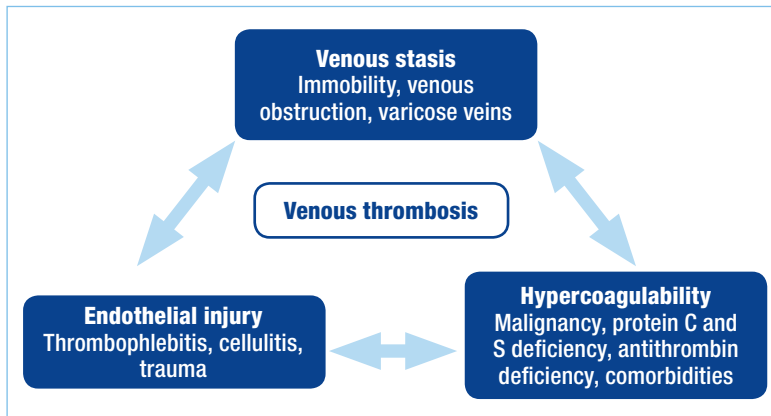 Venous stasis
Immobility, venous
obstruction, varicose veins
Venous thrombosis
Endothelial injury
Thrombophlebitis, cellulitis,
trauma
Hypercoagulability
Malignancy, protein C and
S deficiency, antithrombin
deficiency, comorbidities